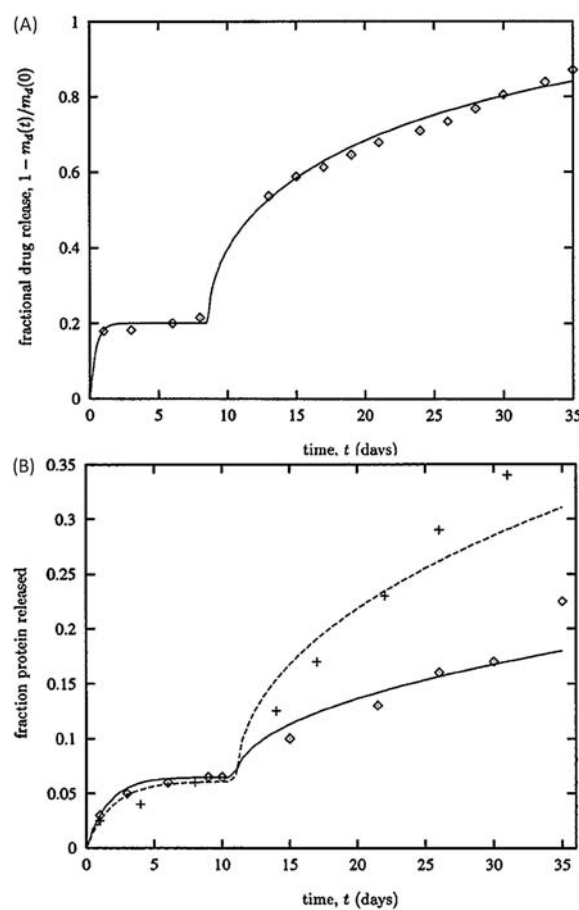 (A)
fractional drug release, 1 − m_d(t)/m_d(0)
1
0.8
0.6
0.4
0.2
0
0 5 10 15 20 25 30 35
time, t (days)
(B)
fraction protein released
0.35
0.3
0.25
0.2
0.15
0.1
0.05
0
0 5 10 15 20 25 30 35
time, t (days)